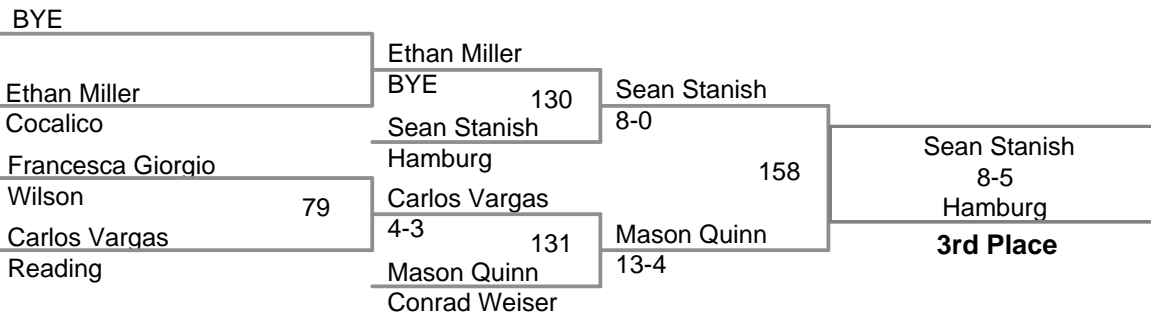 BYE
Ethan Miller
Cocalico
Francesca Giorgio
Wilson
79
Carlos Vargas
Reading
Ethan Miller
BYE
130
Sean Stanish
Hamburg
Carlos Vargas
4-3
131
Mason Quinn
Conrad Weiser
Sean Stanish
8-0
158
Mason Quinn
13-4
Sean Stanish
8-5
Hamburg
3rd Place